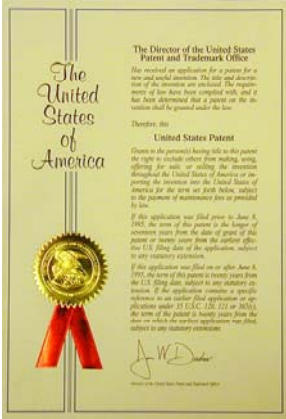 The
United
States
of
America
The Director of the United States
Patent and Trademark Office
Has received an application for a patent for a
new and useful invention. The title and descrip-
tion of the invention are enclosed. The require-
ments of law have been complied with, and it
has been determined that a patent on the in-
vention shall be granted under the law.
Therefore, this
United States Patent
Grants to the person(s) having title to this patent
the right to exclude others from making, using,
offering for sale, or selling the invention
throughout the United States of America or im-
porting the invention into the United States of
America for the term set forth below, subject
to the payment of maintenance fees as provided
by law.
If this application was filed prior to June 8,
1995, the term of this patent is the longer of
seventeen years from the date of grant of this
patent or twenty years from the earliest effec-
tive U.S. filing date of the application, subject
to any statutory extension.
If this application was filed on or after June 8,
1995, the term of this patent is twenty years from
the U.S. filing date, subject to any statutory ex-
tension. If the application contains a specific
reference to an earlier filed application or ap-
plications under 35 U.S.C. 120, 121 or 365(c),
the term of the patent is twenty years from the
date on which the earliest application was filed,
subject to any statutory extensions.
Director of the United States Patent and Trademark Office